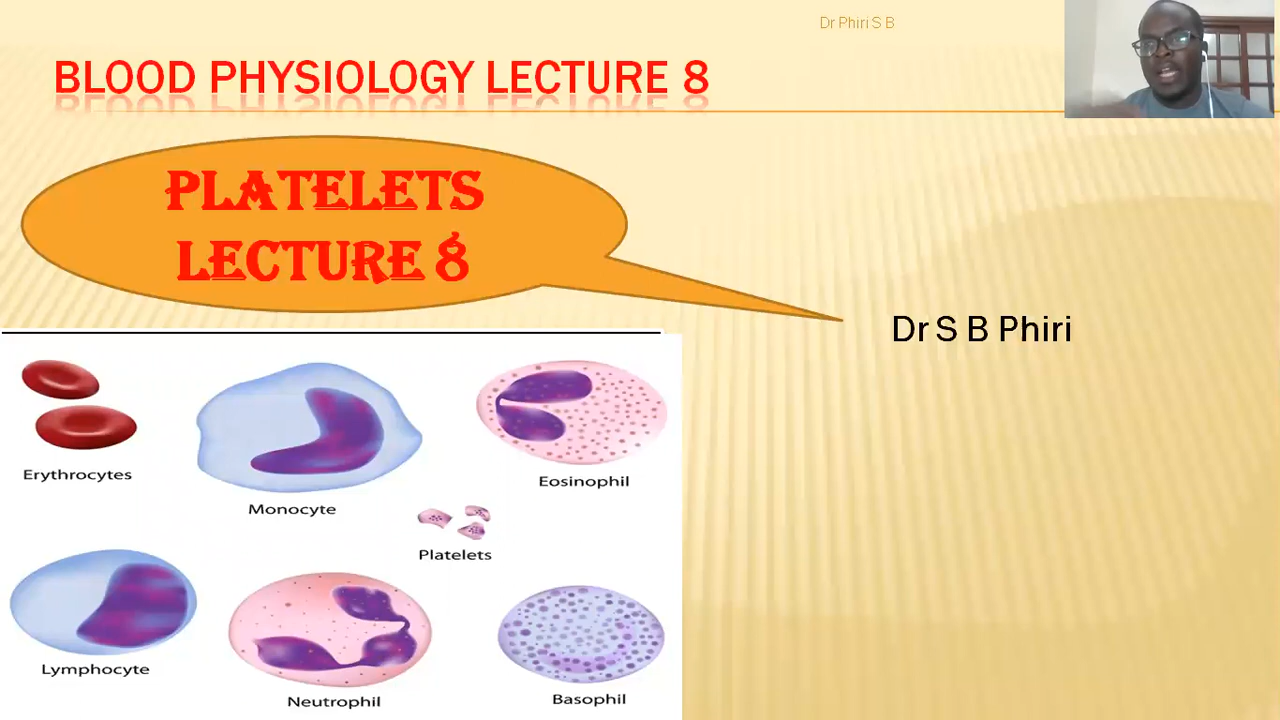 Dr Phiri S B
BLOOD PHYSIOLOGY LECTURE 8
PLATELETS
LECTURE 8
Dr S B Phiri
Erythrocytes
Monocyte
Eosinophil
Platelets
Lymphocyte
Neutrophil
Basophil